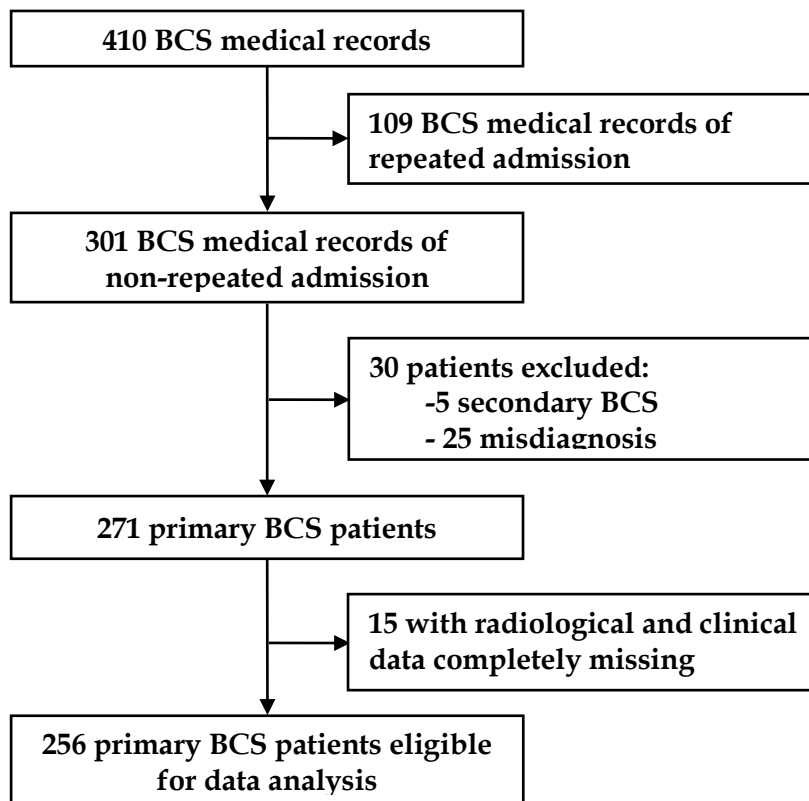 410 BCS medical records
109 BCS medical records of
repeated admission
301 BCS medical records of
non-repeated admission
30 patients excluded:
-5 secondary BCS
- 25 misdiagnosis
271 primary BCS patients
15 with radiological and clinical
data completely missing
256 primary BCS patients eligible
for data analysis